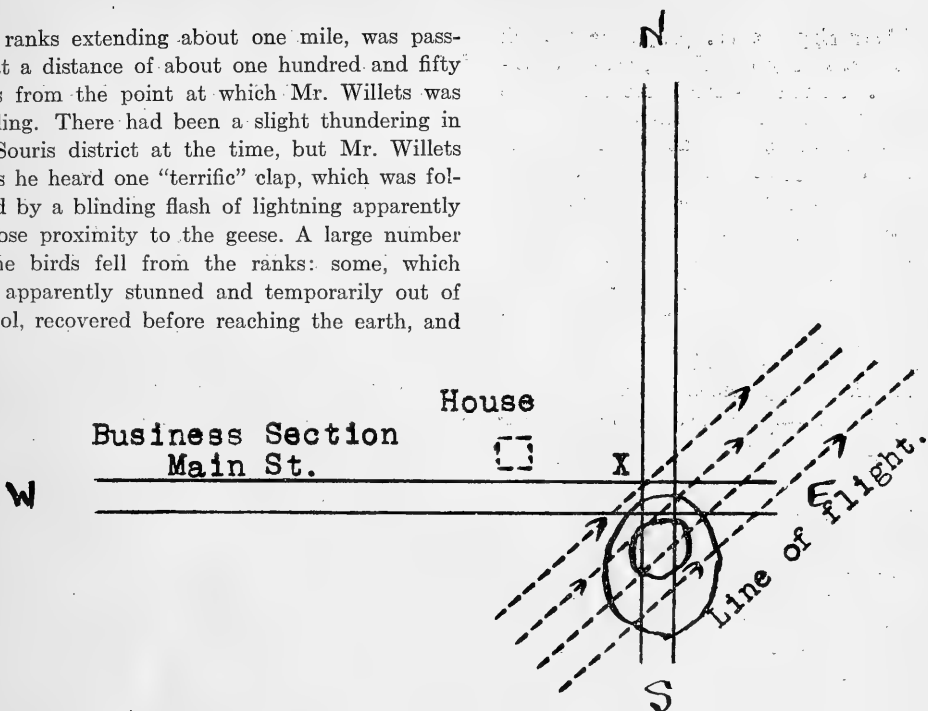 ranks extending about one mile, was pass-
t a distance of about one hundred and fifty
s from the point at which Mr. Willets was
ling. There had been a slight thundering in
Souris district at the time, but Mr. Willets
s he heard one "terrific" clap, which was fol-
d by a blinding flash of lightning apparently
ose proximity to the geese. A large number
ne birds fell from the ranks: some, which
apparently stunned and temporarily out of
ol, recovered before reaching the earth, and
N
House
Business Section
Main St.
X
W
E
Line of flight.
S